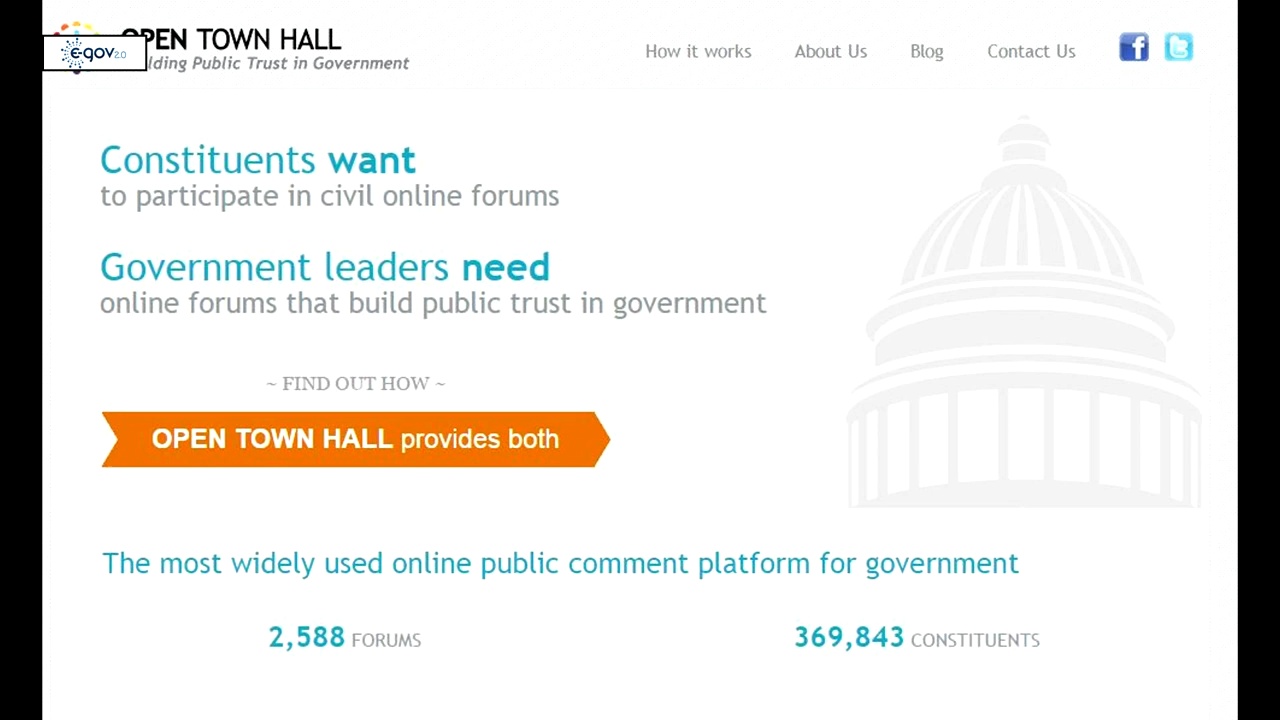 OPEN TOWN HALL
e-gov 2.0
lding Public Trust in Government
How it works
About Us
Blog
Contact Us
Constituents want
to participate in civil online forums
Government leaders need
online forums that build public trust in government
~ FIND OUT HOW ~
OPEN TOWN HALL provides both
The most widely used online public comment platform for government
2,588 FORUMS
369,843 CONSTITUENTS